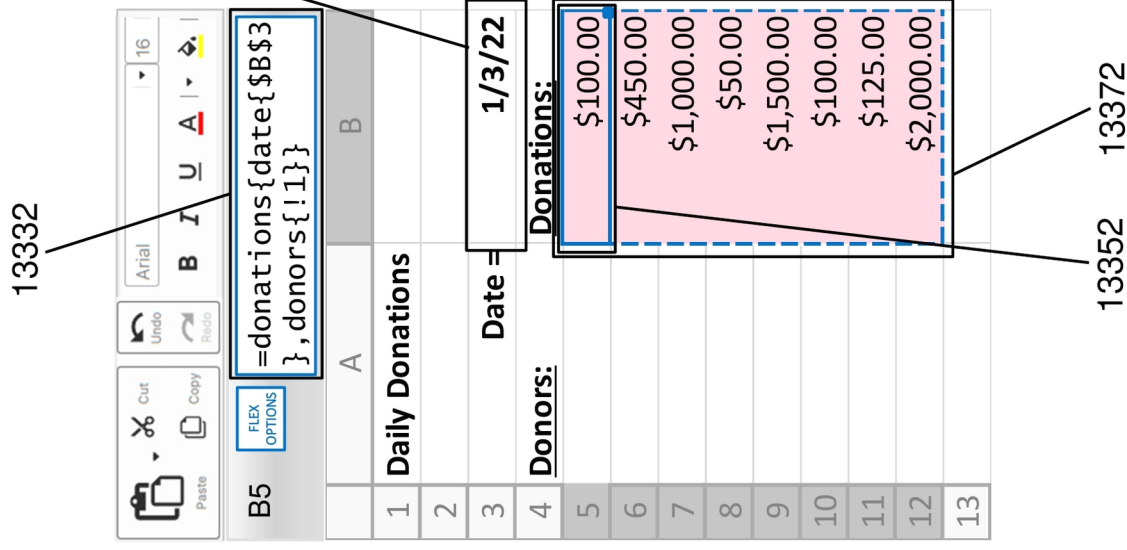 13332
Paste
Cut
Copy
Undo
Redo
Arial
16
B I U A
B5
FLEX
OPTIONS
=donations{date{$B$3
},donors{!1}}
A B
1 Daily Donations
2
3 Date = 1/3/22
4 Donors: Donations:
5 $100.00
6 $450.00
7 $1,000.00
8 $50.00
9 $1,500.00
10 $100.00
11 $125.00
12 $2,000.00
13
13352
13372